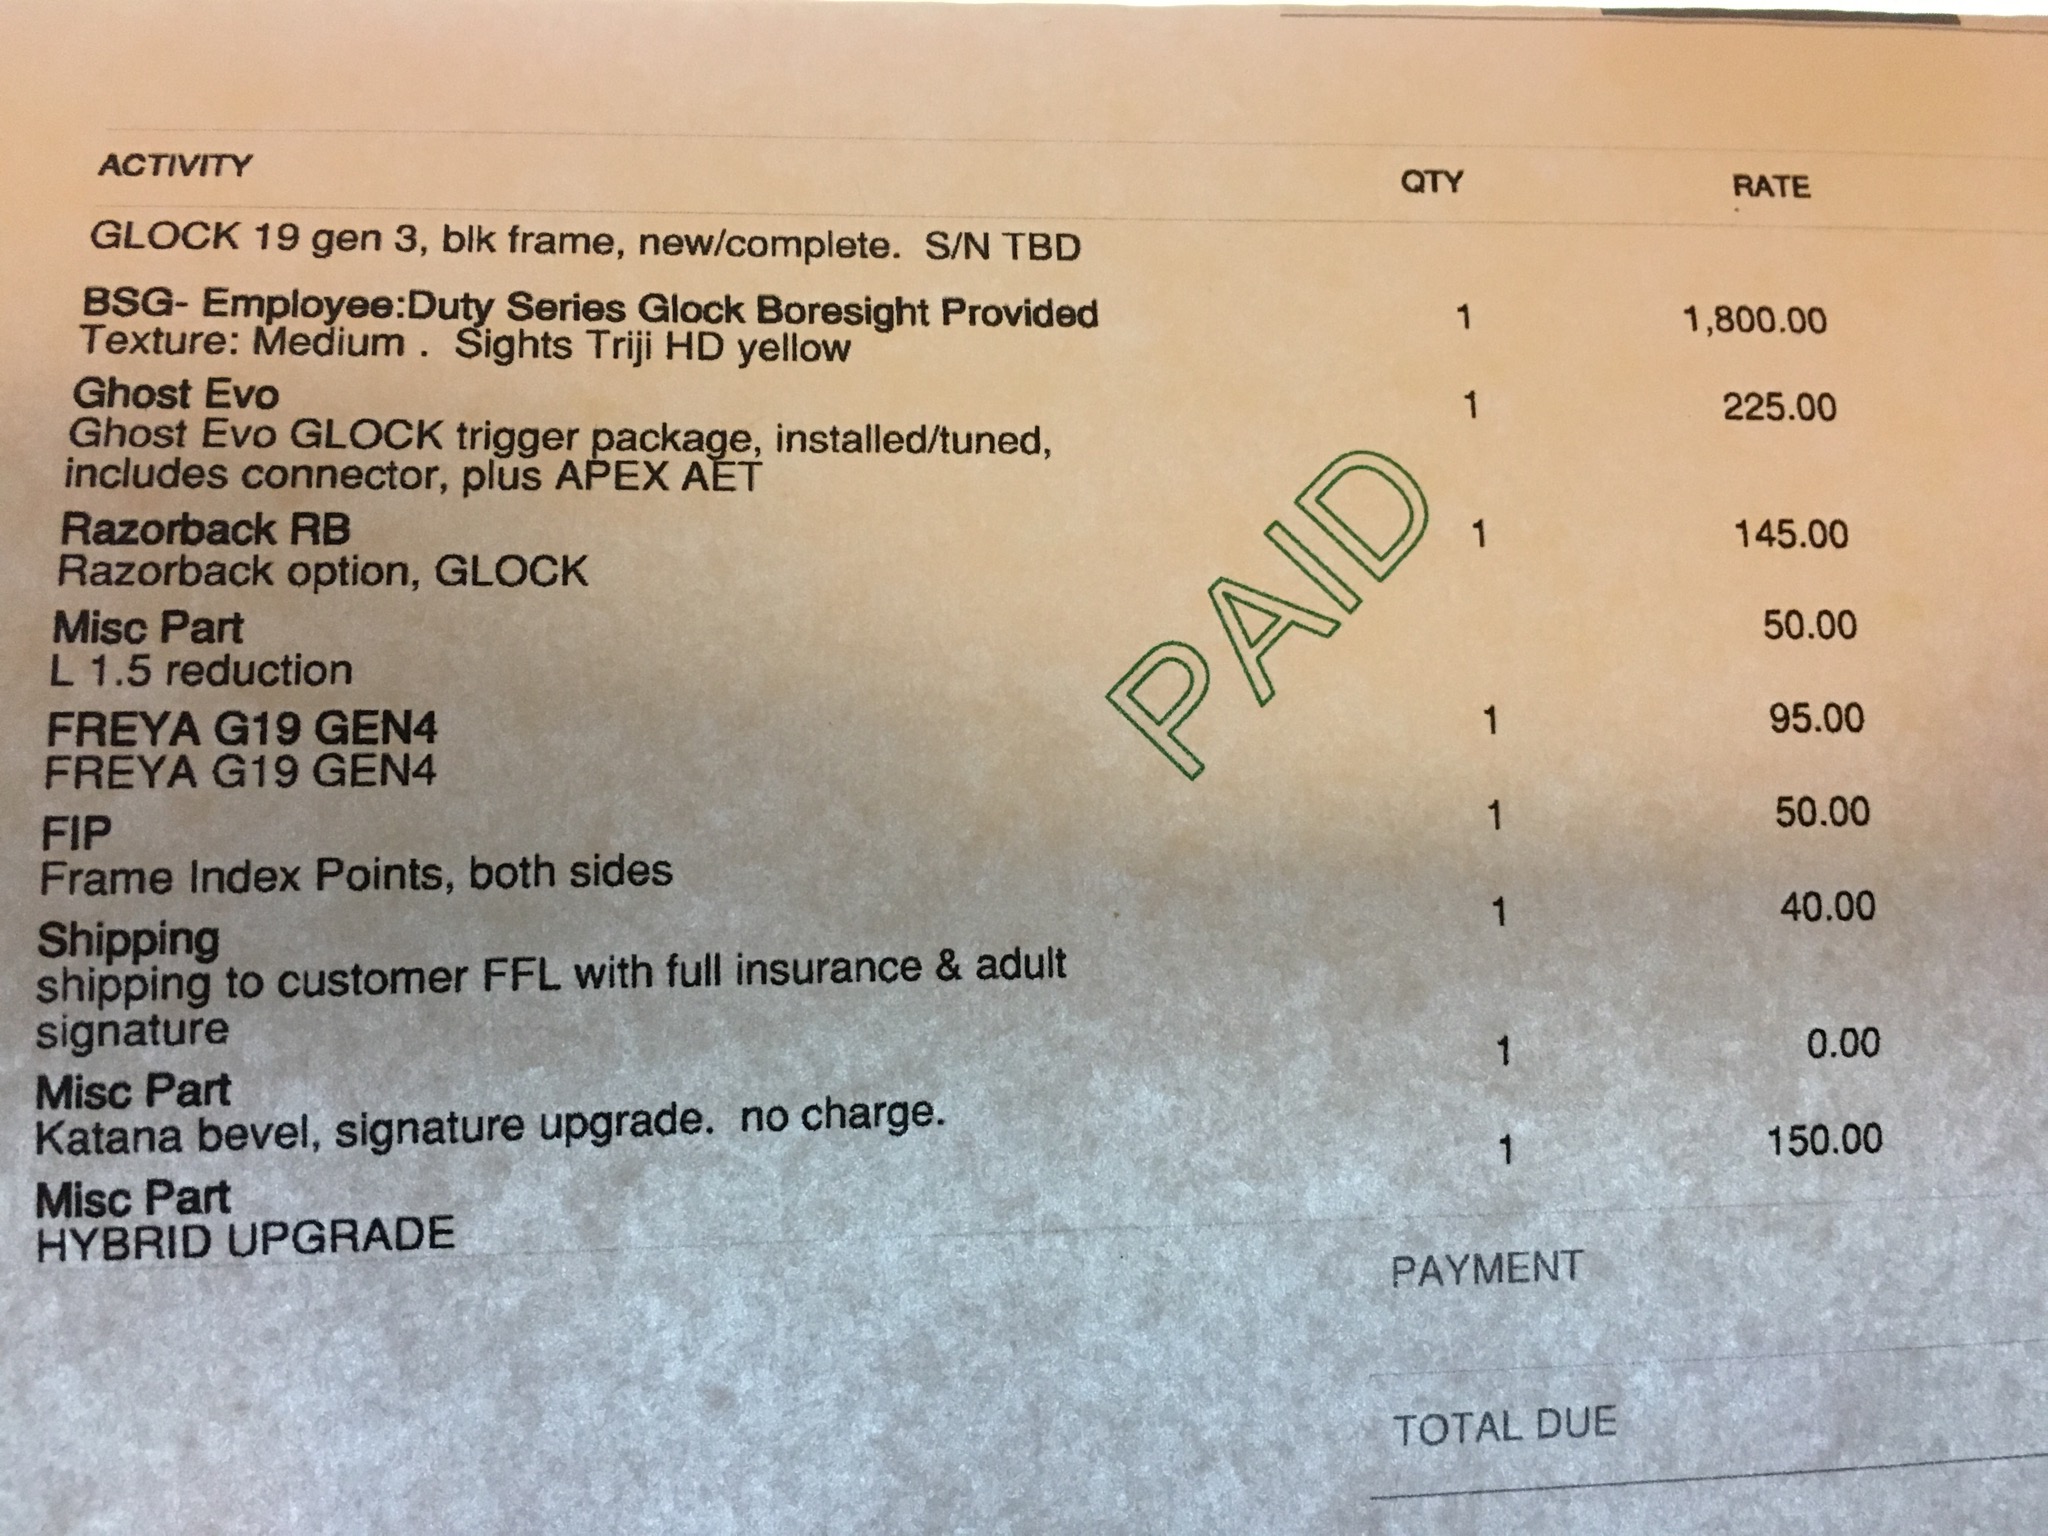 ACTIVITY QTY RATE
GLOCK 19 gen 3, blk frame, new/complete.  S/N TBD
BSG- Employee:Duty Series Glock Boresight Provided 1 1,800.00
Texture: Medium .  Sights Triji HD yellow
Ghost Evo 1 225.00
Ghost Evo GLOCK trigger package, installed/tuned,
includes connector, plus APEX AET
Razorback RB 1 145.00
Razorback option, GLOCK
Misc Part 50.00
L 1.5 reduction
FREYA G19 GEN4 1 95.00
FREYA G19 GEN4
FIP 1 50.00
Frame Index Points, both sides
Shipping 1 40.00
shipping to customer FFL with full insurance & adult
signature
Misc Part 1 0.00
Katana bevel, signature upgrade.  no charge.
Misc Part 1 150.00
HYBRID UPGRADE
PAID
PAYMENT
TOTAL DUE